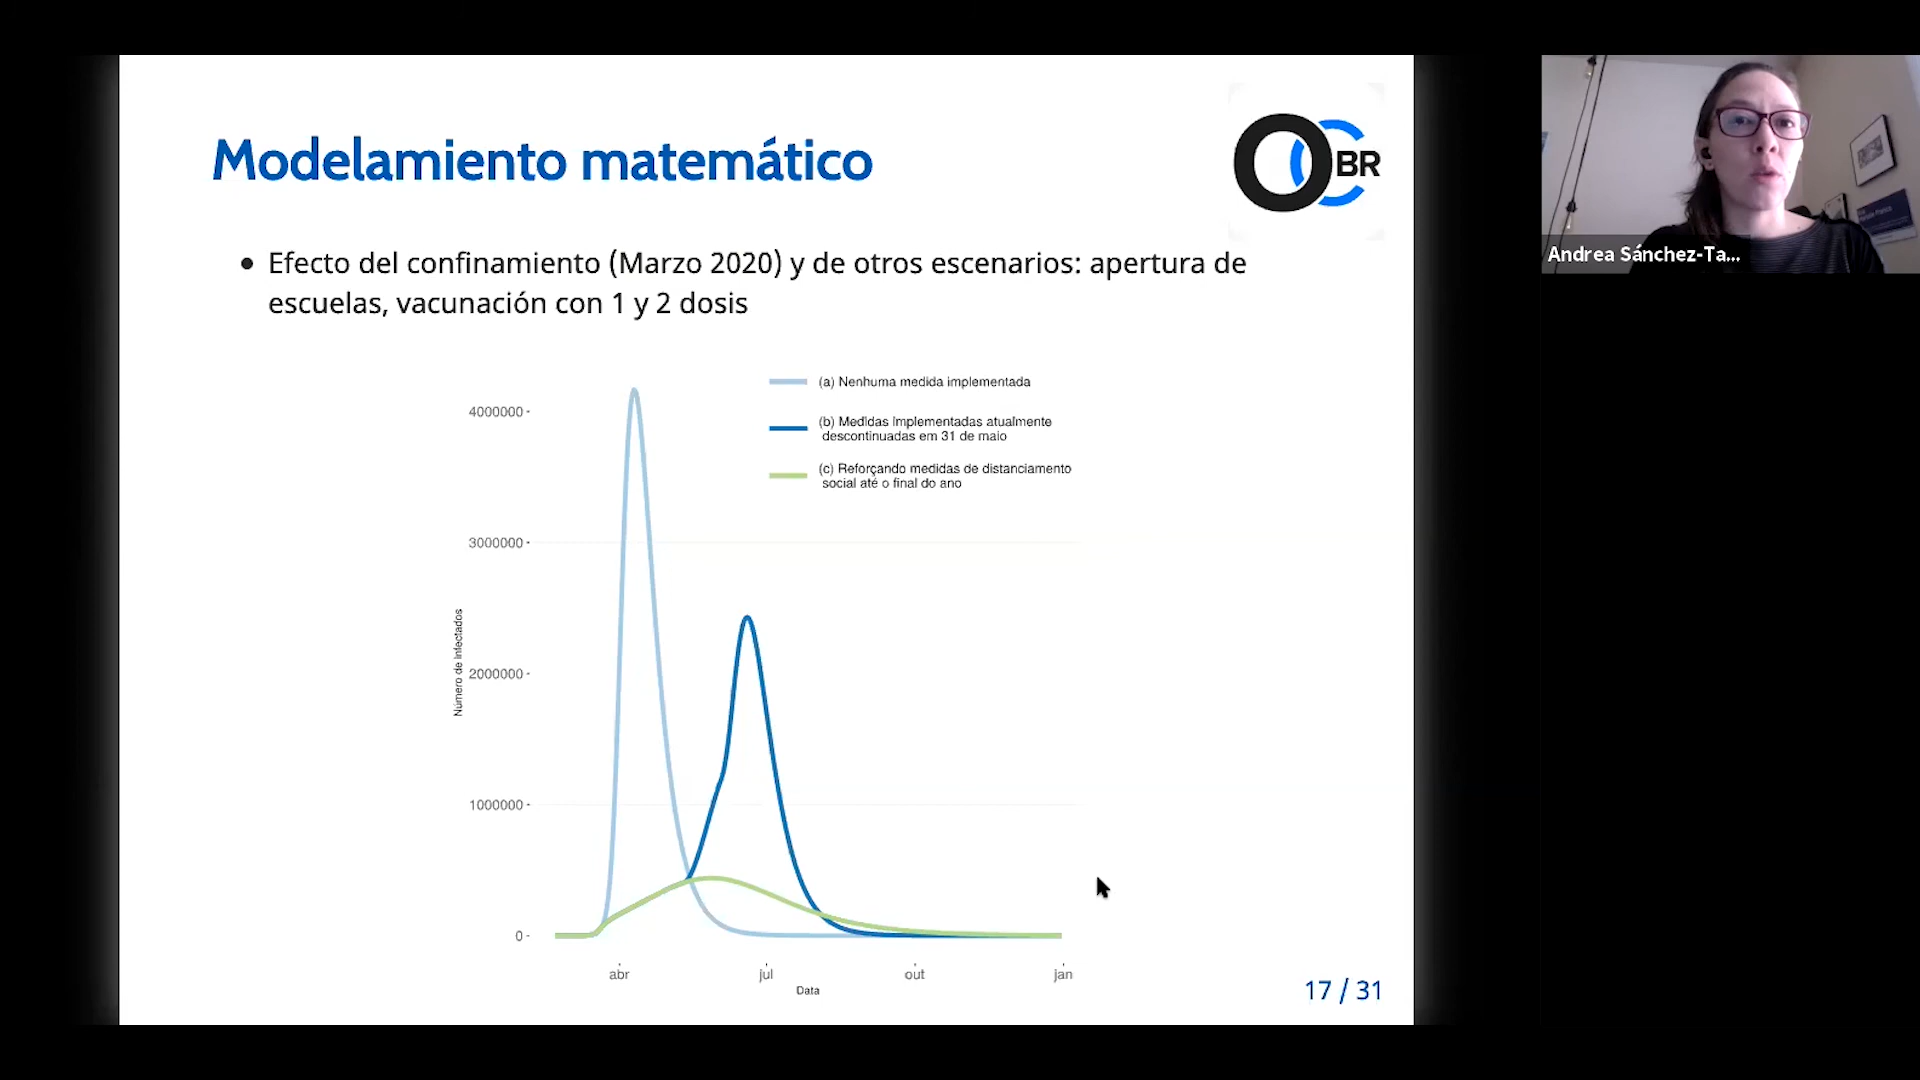 Modelamiento matemático
BR
Efecto del confinamiento (Marzo 2020) y de otros escenarios: apertura de
escuelas, vacunación con 1 y 2 dosis
(a) Nenhuma medida implementada
(b) Medidas implementadas atualmente
descontinuadas em 31 de maio
(c) Reforçando medidas de distanciamento
social até o final do ano
4000000
3000000
2000000
1000000
0
Número de infectados
abr
jul
out
jan
Data
17 / 31
Andrea Sánchez-Ta...